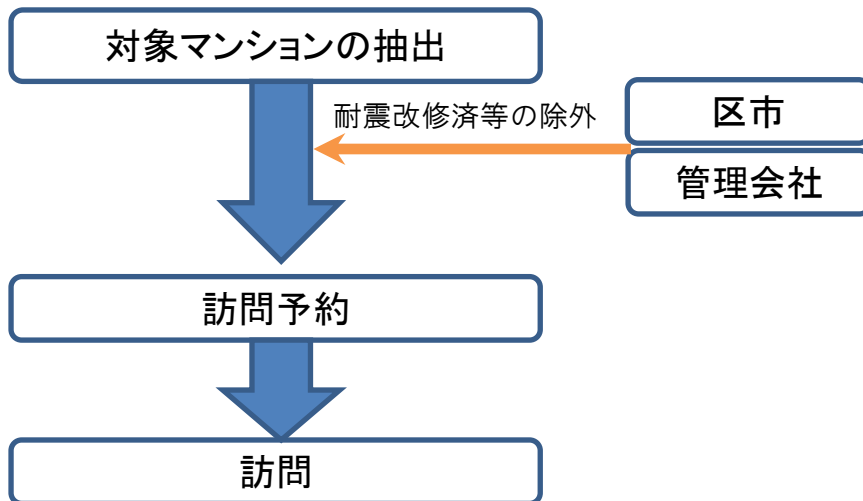 対象マンションの抽出
耐震改修済等の除外
区市
管理会社
訪問予約
訪問